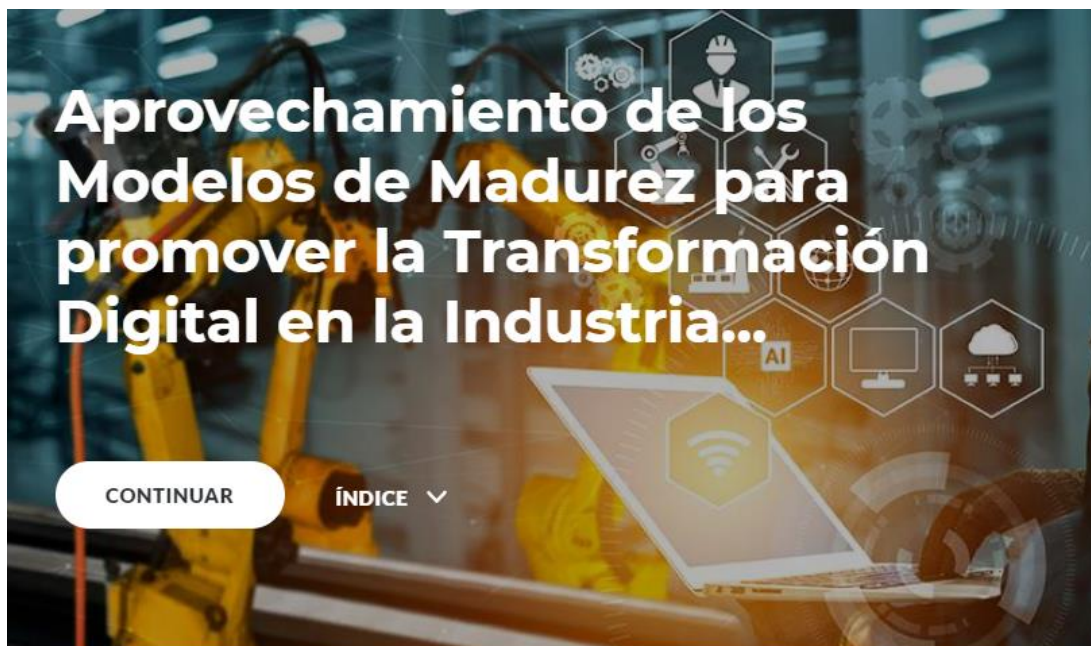 Aprovechamiento de los
Modelos de Madurez para
promover la Transformación
Digital en la Industria...
AI
CONTINUAR
ÍNDICE